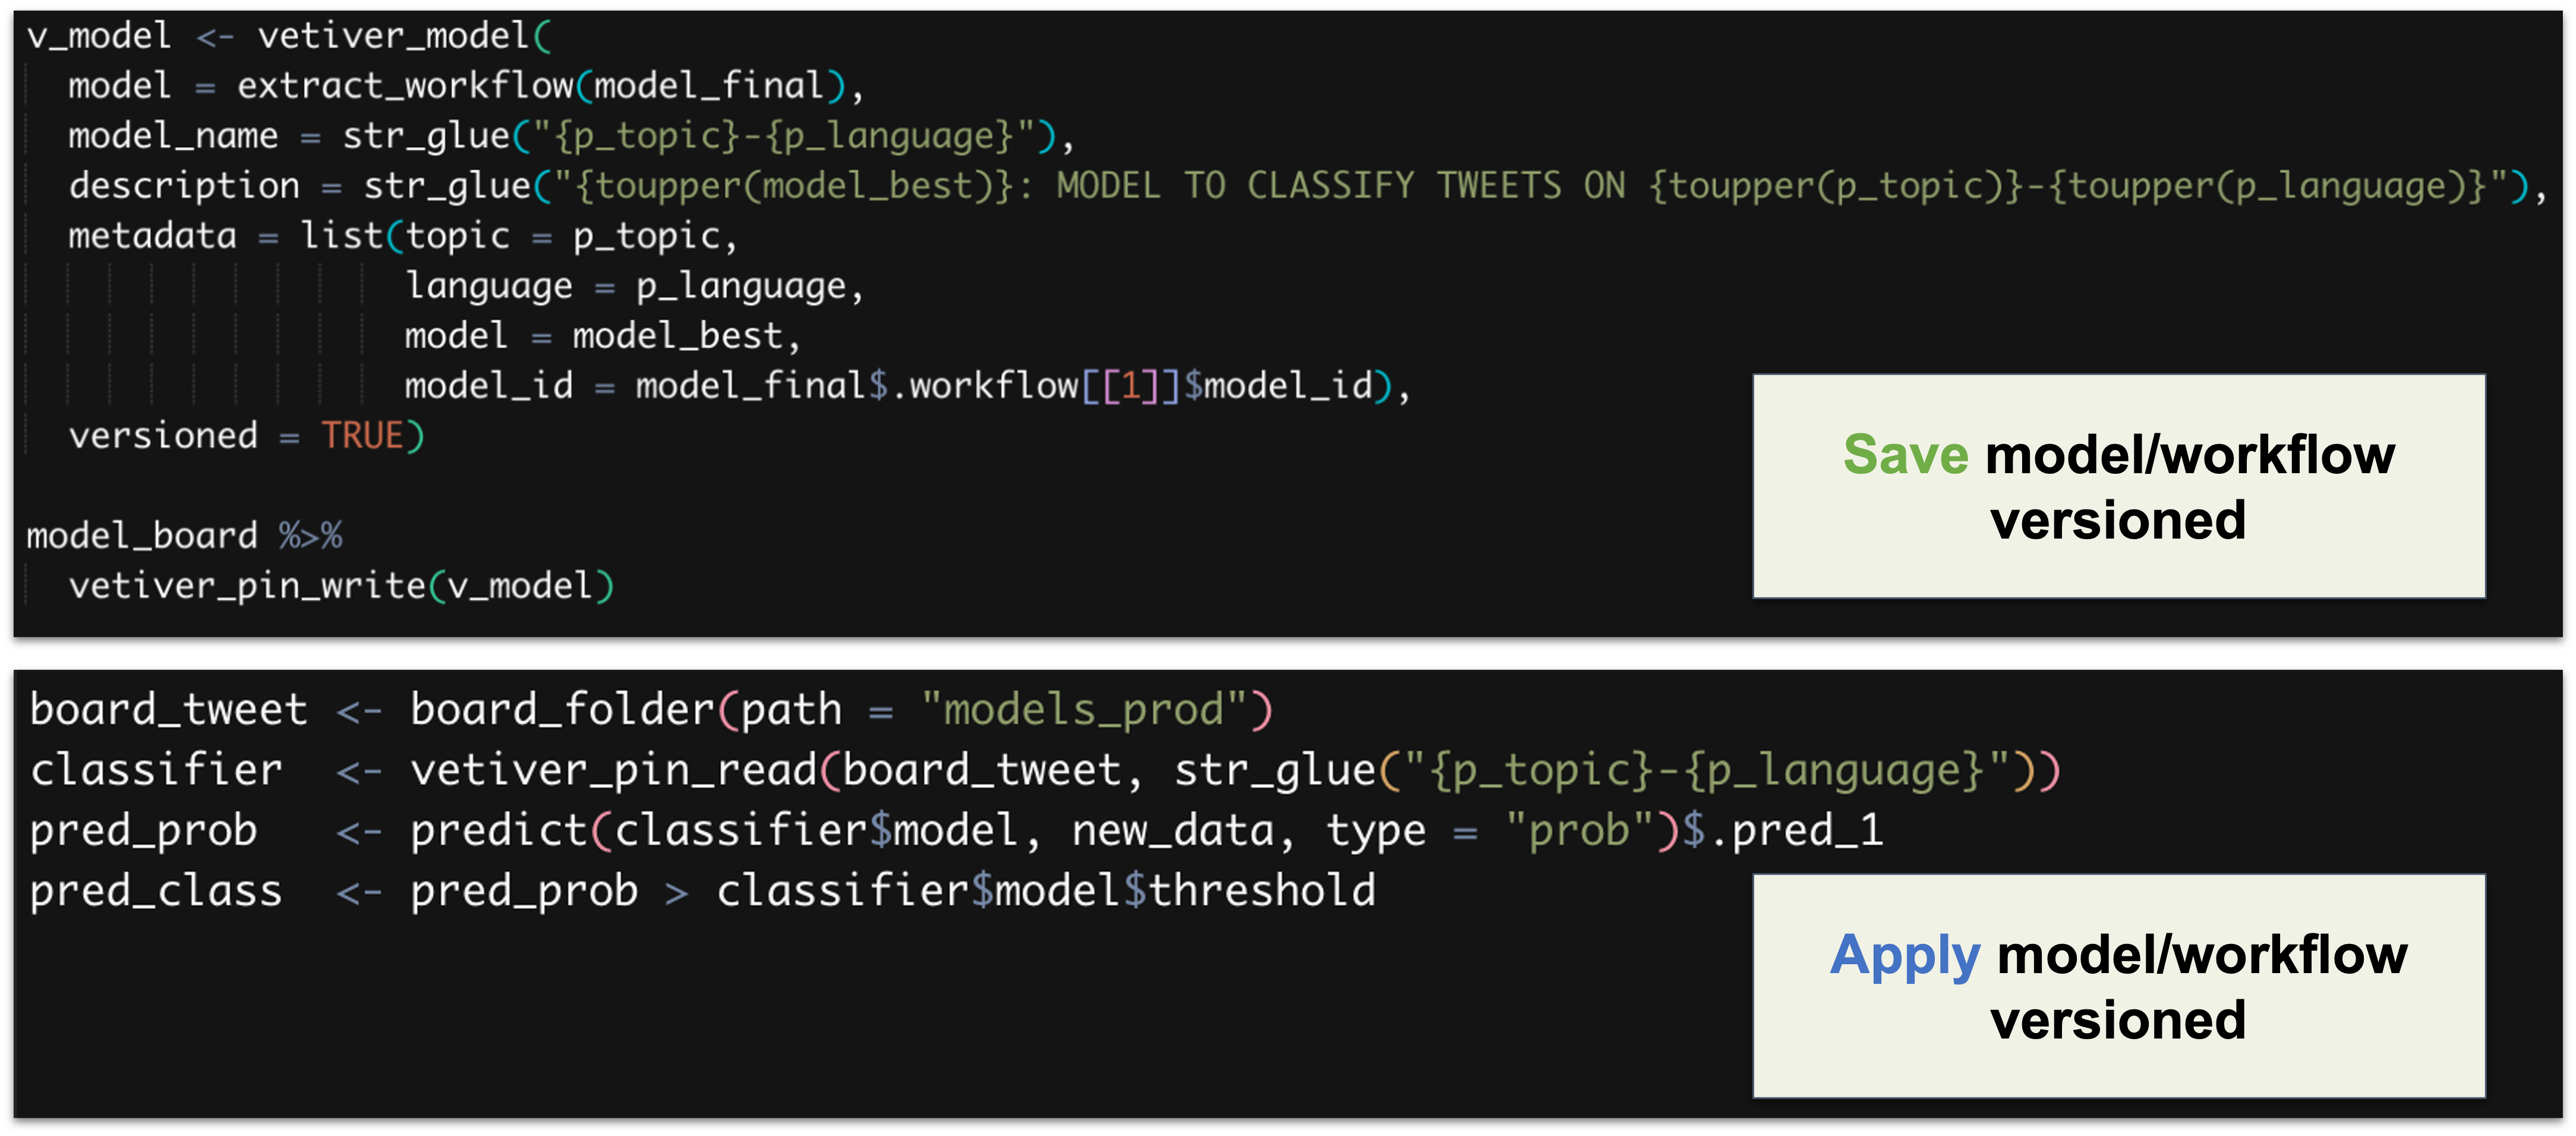 v_model <- vetiver_model(
  model = extract_workflow(model_final),
  model_name = str_glue("{p_topic}-{p_language}"),
  description = str_glue("{toupper(model_best)}: MODEL TO CLASSIFY TWEETS ON {toupper(p_topic)}-{toupper(p_language)}"),
  metadata = list(topic = p_topic,
                  language = p_language,
                  model = model_best,
                  model_id = model_final$.workflow[[1]]$model_id),
  versioned = TRUE)
model_board %>%
  vetiver_pin_write(v_model)
Save model/workflow
versioned
board_tweet <- board_folder(path = "models_prod")
classifier  <- vetiver_pin_read(board_tweet, str_glue("{p_topic}-{p_language}"))
pred_prob   <- predict(classifier$model, new_data, type = "prob")$.pred_1
pred_class  <- pred_prob > classifier$model$threshold
Apply model/workflow
versioned